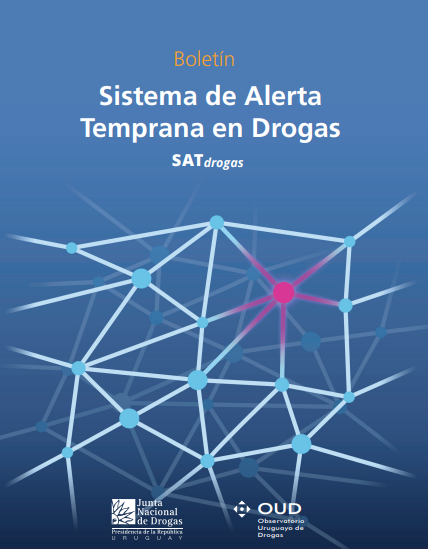 Boletín
Sistema de Alerta
Temprana en Drogas
SATdrogas
Junta
Nacional
de Drogas
Presidencia de la República
URUGUAY
OUD
Observatorio
Uruguayo de
Drogas